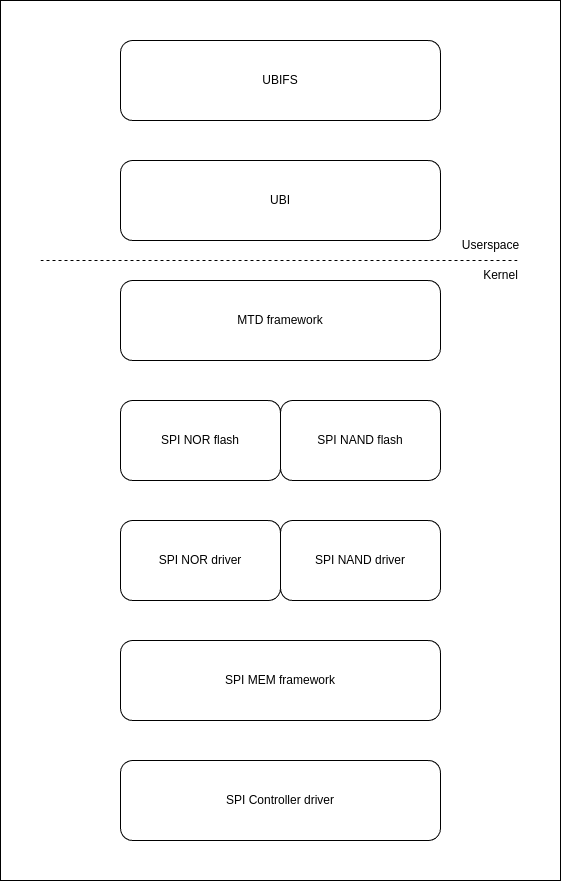 UBIFS
UBI
Userspace
Kernel
MTD framework
SPI NOR flash
SPI NAND flash
SPI NOR driver
SPI NAND driver
SPI MEM framework
SPI Controller driver